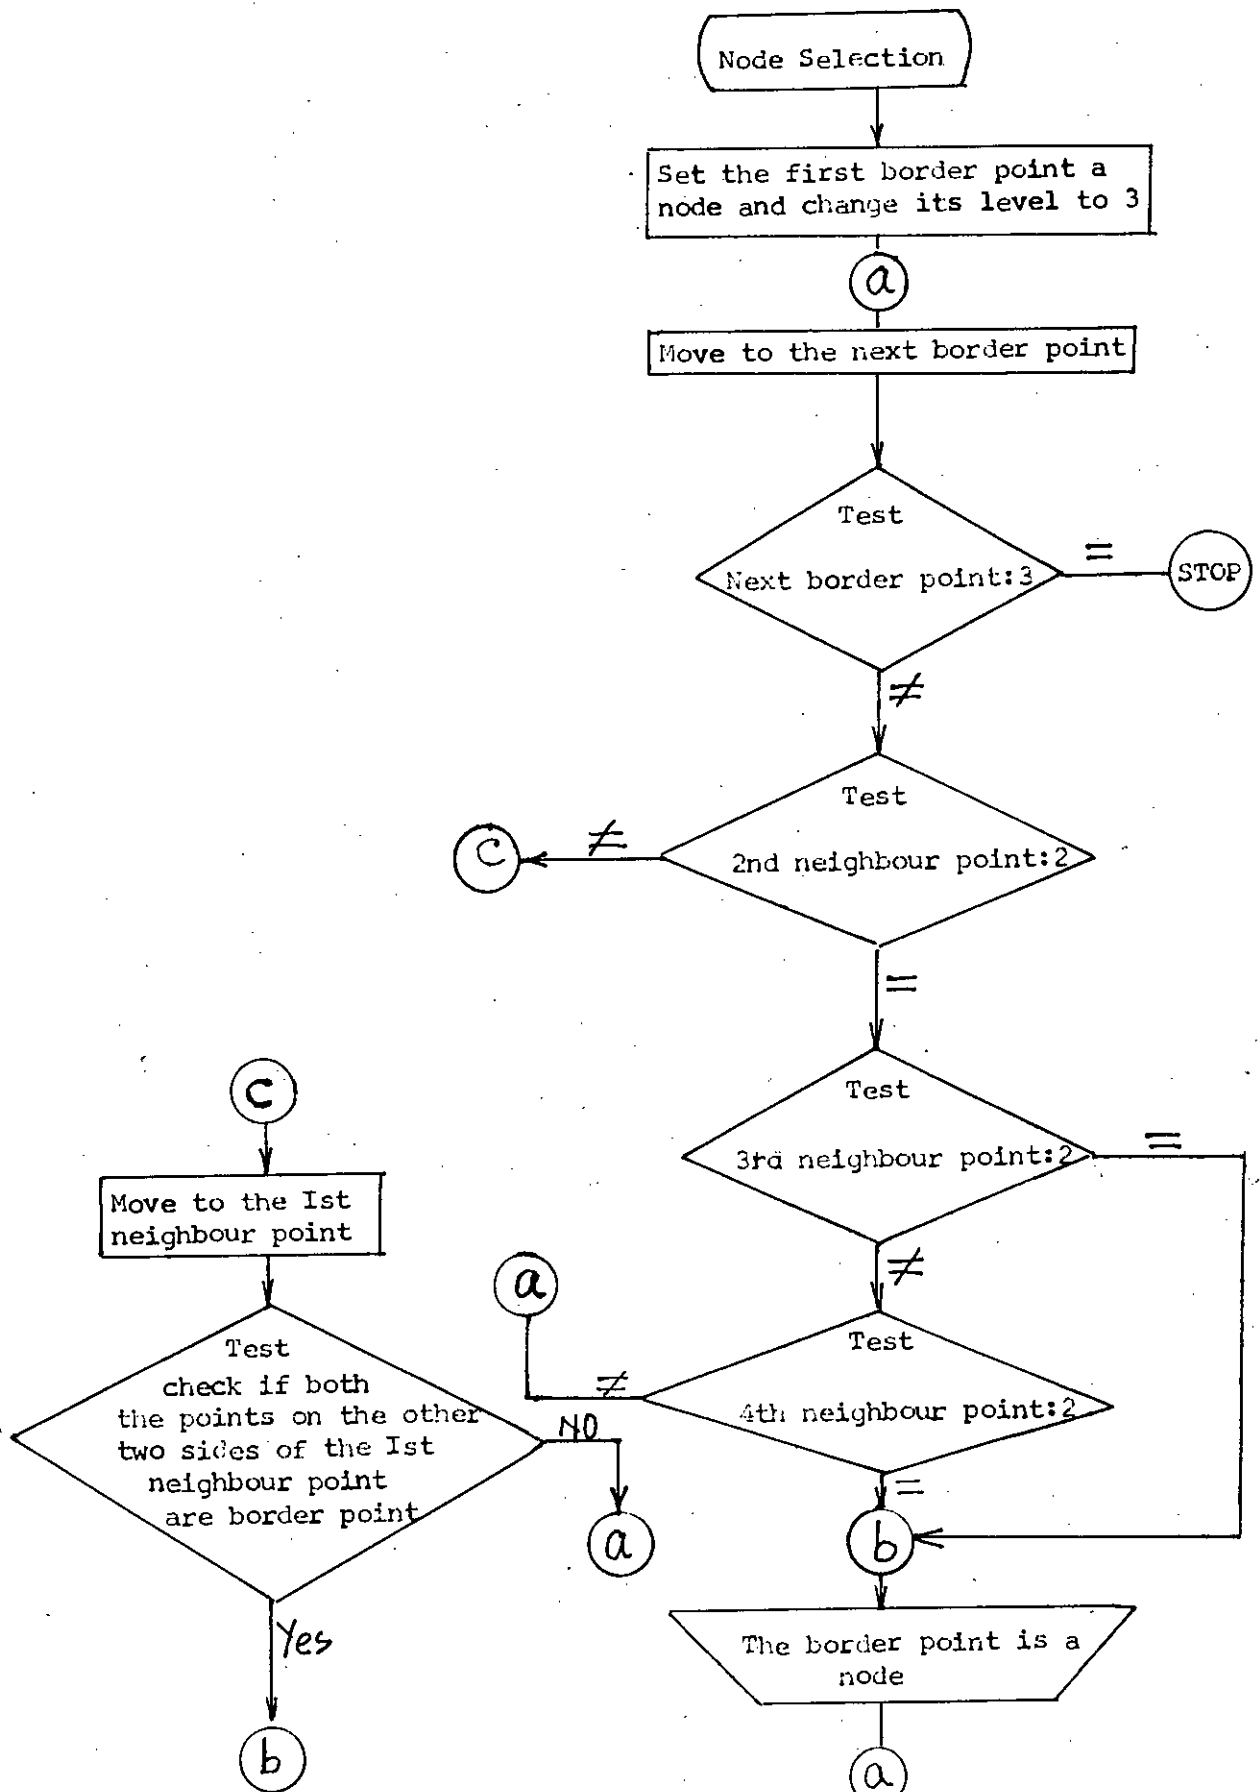 Node Selection
Set the first border point a
node and change its level to 3
a
Move to the next border point
Test
Next border point:3
=
STOP
≠
Test
2nd neighbour point:2
≠
C
=
Test
3rd neighbour point:2
=
≠
a
Test
4th neighbour point:2
≠
=
b
The border point is a
node
a
C
Move to the Ist
neighbour point
Test
check if both
the points on the other
two sides of the Ist
neighbour point
are border point
NO
a
Yes
b